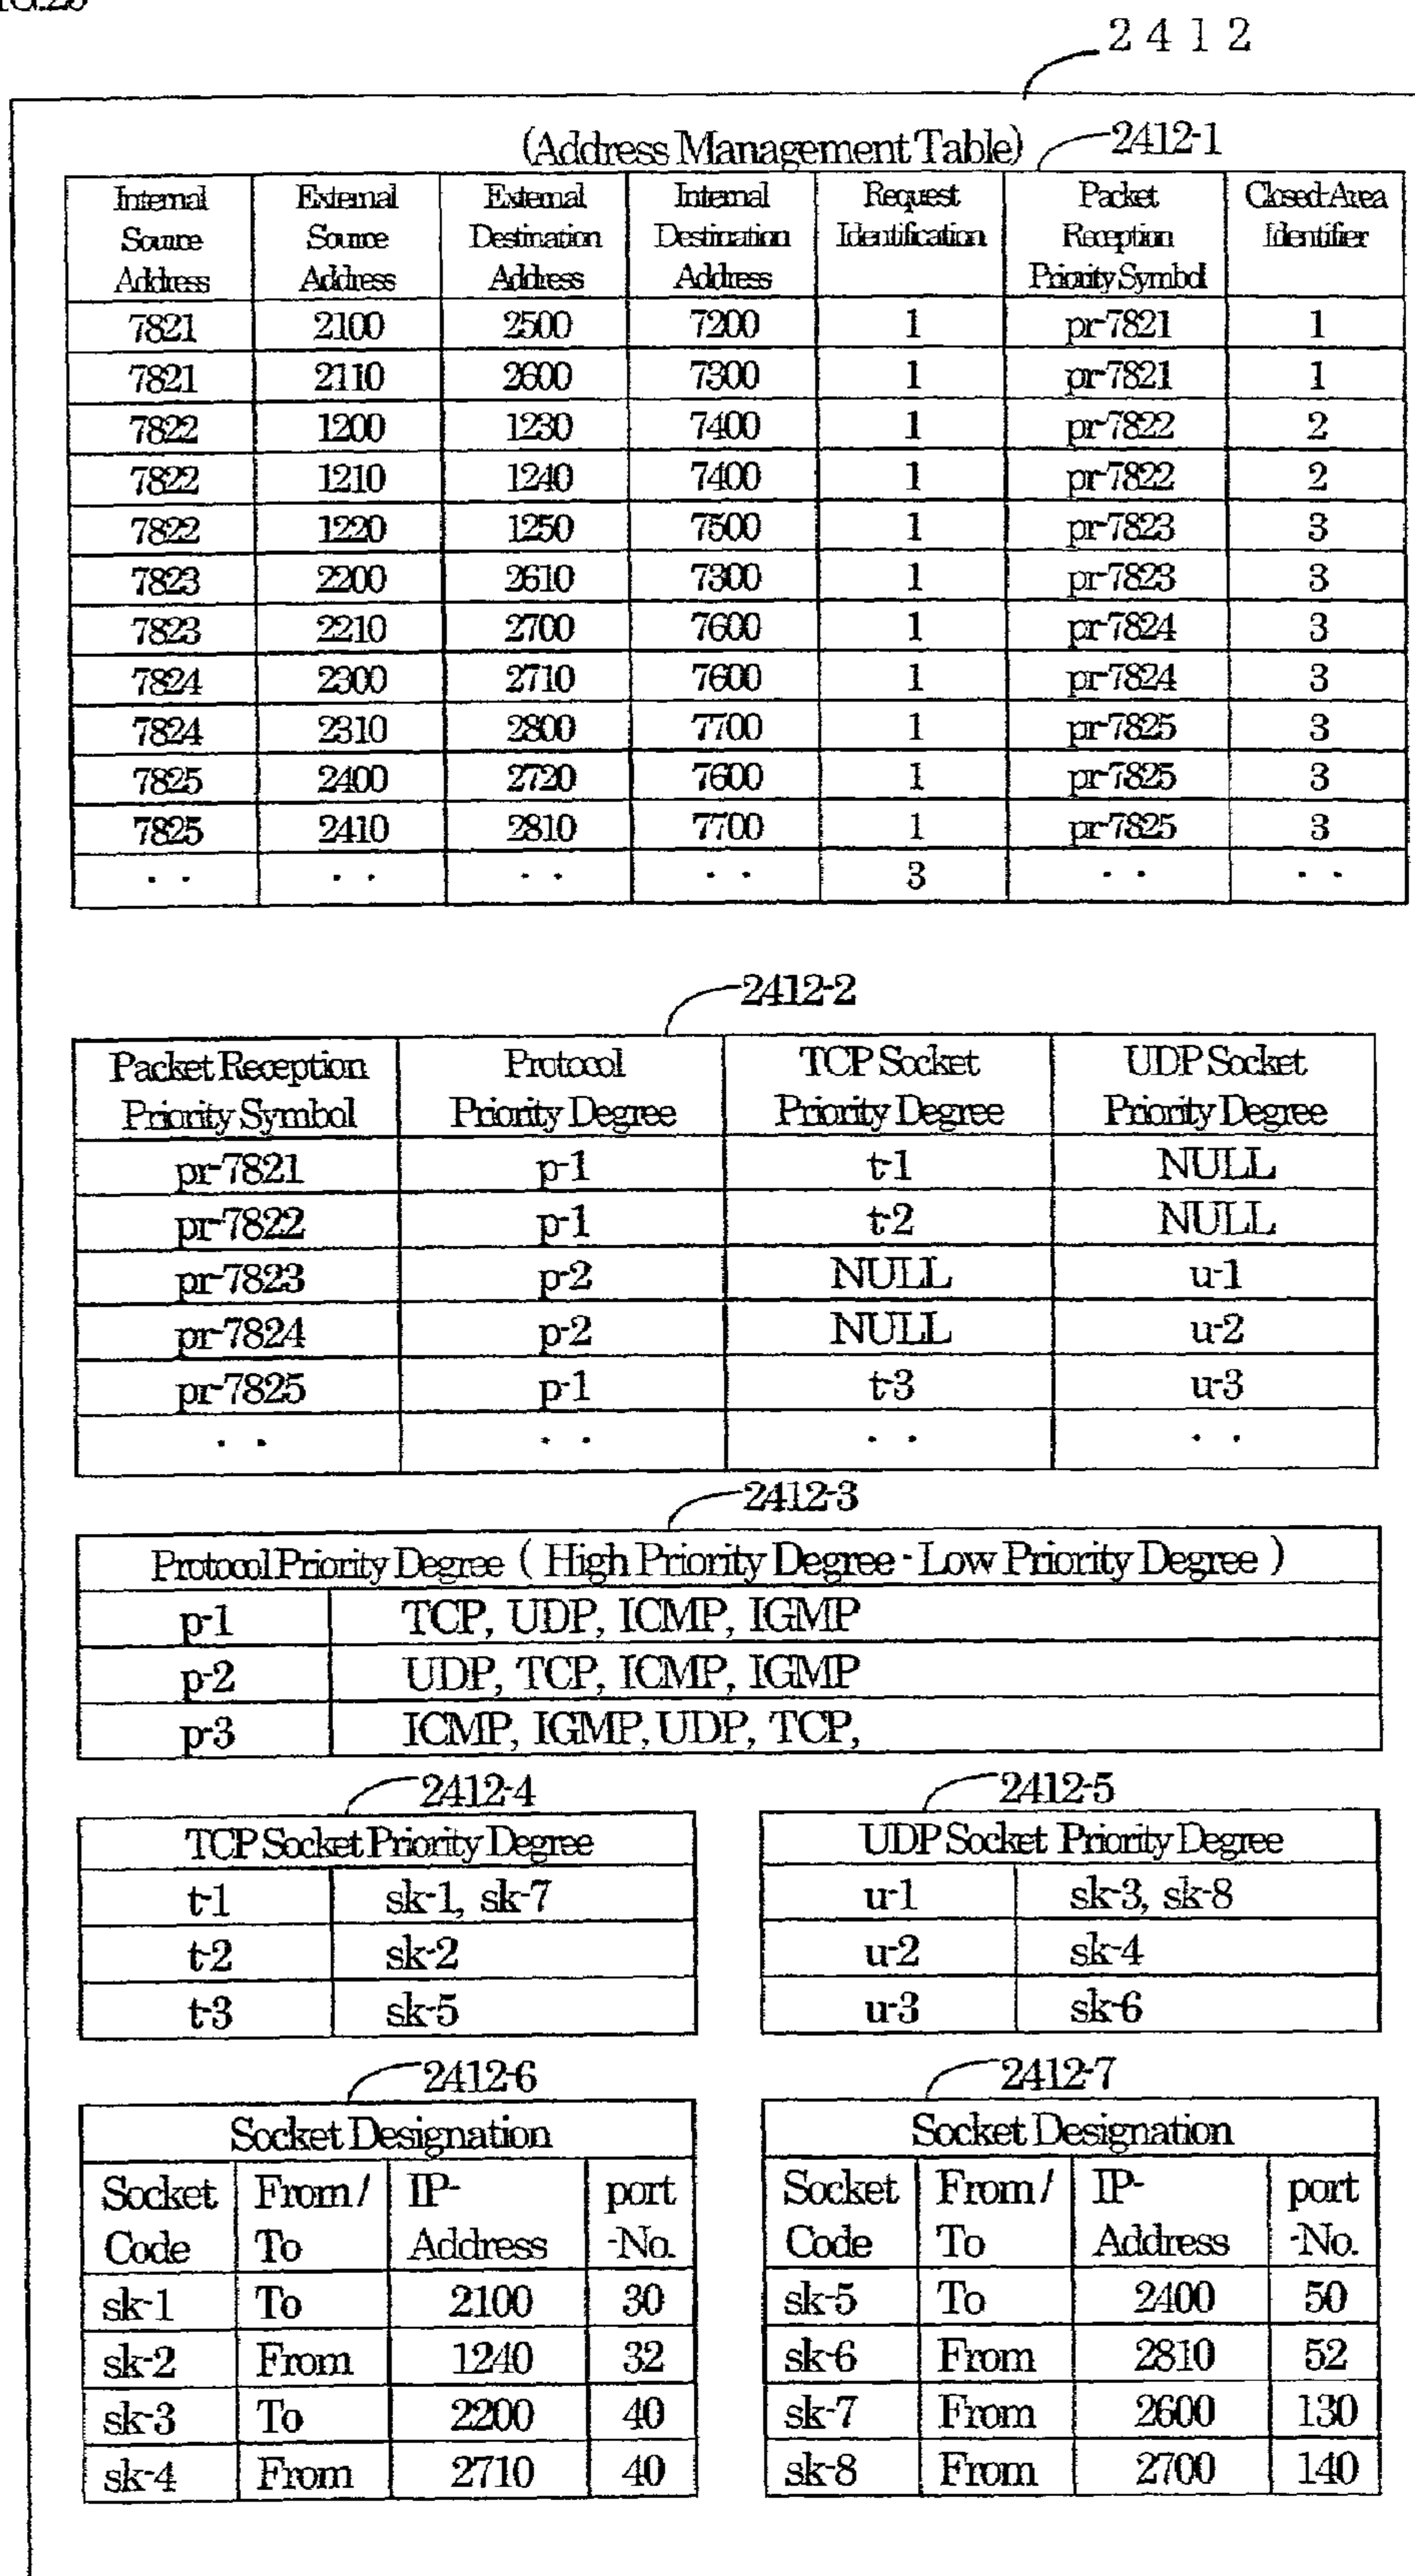 2412
(Address Management Table) 2412-1
Internal Source Address External Source Address External Destination Address Internal Destination Address Request Identification Packet Reception Priority Symbol Closed-Area Identifier
7821 2100 2500 7200 1 pr-7821 1
7821 2110 2600 7300 1 pr-7821 1
7822 1200 1230 7400 1 pr-7822 2
7822 1210 1240 7400 1 pr-7822 2
7822 1220 1250 7500 1 pr-7823 3
7823 2200 2610 7300 1 pr-7823 3
7823 2210 2700 7600 1 pr-7824 3
7824 2300 2710 7600 1 pr-7824 3
7824 2310 2800 7700 1 pr-7825 3
7825 2400 2720 7600 1 pr-7825 3
7825 2410 2810 7700 1 pr-7825 3
· · · · · · · · 3 · · · ·
2412-2
Packet Reception Priority Symbol Protocol Priority Degree TCP Socket Priority Degree UDP Socket Priority Degree
pr-7821 p-1 t-1 NULL
pr-7822 p-1 t-2 NULL
pr-7823 p-2 NULL u-1
pr-7824 p-2 NULL u-2
pr-7825 p-1 t-3 u-3
· · · · · · · ·
2412-3
Protocol Priority Degree ( High Priority Degree - Low Priority Degree )
p-1 TCP, UDP, ICMP, IGMP
p-2 UDP, TCP, ICMP, IGMP
p-3 ICMP, IGMP, UDP, TCP,
2412-4
TCP Socket Priority Degree
t-1 sk-1, sk-7
t-2 sk-2
t-3 sk-5
2412-5
UDP Socket Priority Degree
u-1 sk-3, sk-8
u-2 sk-4
u-3 sk-6
2412-6
Socket Designation
Socket Code From/To IP-Address port-No.
sk-1 To 2100 30
sk-2 From 1240 32
sk-3 To 2200 40
sk-4 From 2710 40
2412-7
Socket Designation
Socket Code From/To IP-Address port-No.
sk-5 To 2400 50
sk-6 From 2810 52
sk-7 From 2600 130
sk-8 From 2700 140